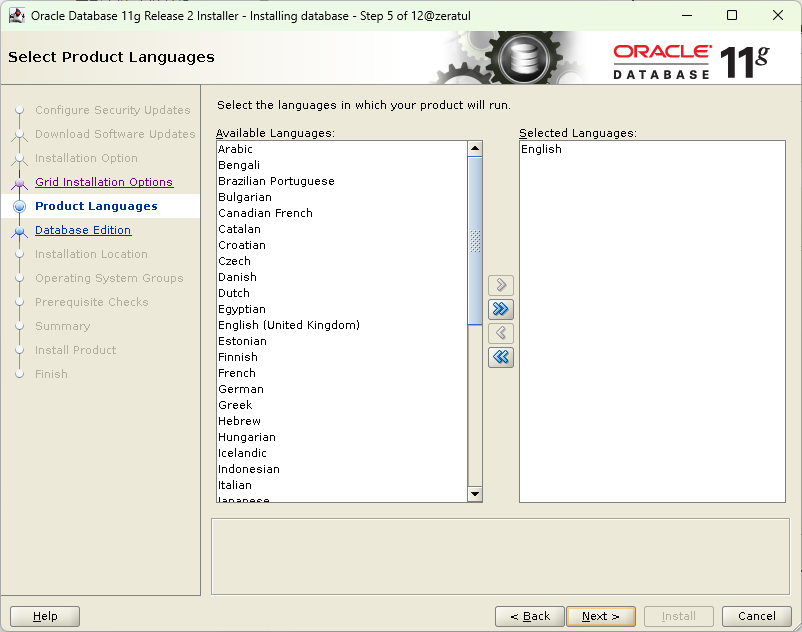 Oracle Database 11g Release 2 Installer - Installing database - Step 5 of 12@zeratul
Select Product Languages
ORACLE
DATABASE 11g
Configure Security Updates
Download Software Updates
Installation Option
Grid Installation Options
Product Languages
Database Edition
Installation Location
Operating System Groups
Prerequisite Checks
Summary
Install Product
Finish
Select the languages in which your product will run.
Available Languages:
Arabic
Bengali
Brazilian Portuguese
Bulgarian
Canadian French
Catalan
Croatian
Czech
Danish
Dutch
Egyptian
English (United Kingdom)
Estonian
Finnish
French
German
Greek
Hebrew
Hungarian
Icelandic
Indonesian
Italian
Japanese
Selected Languages:
English
Help
< Back
Next >
Install
Cancel